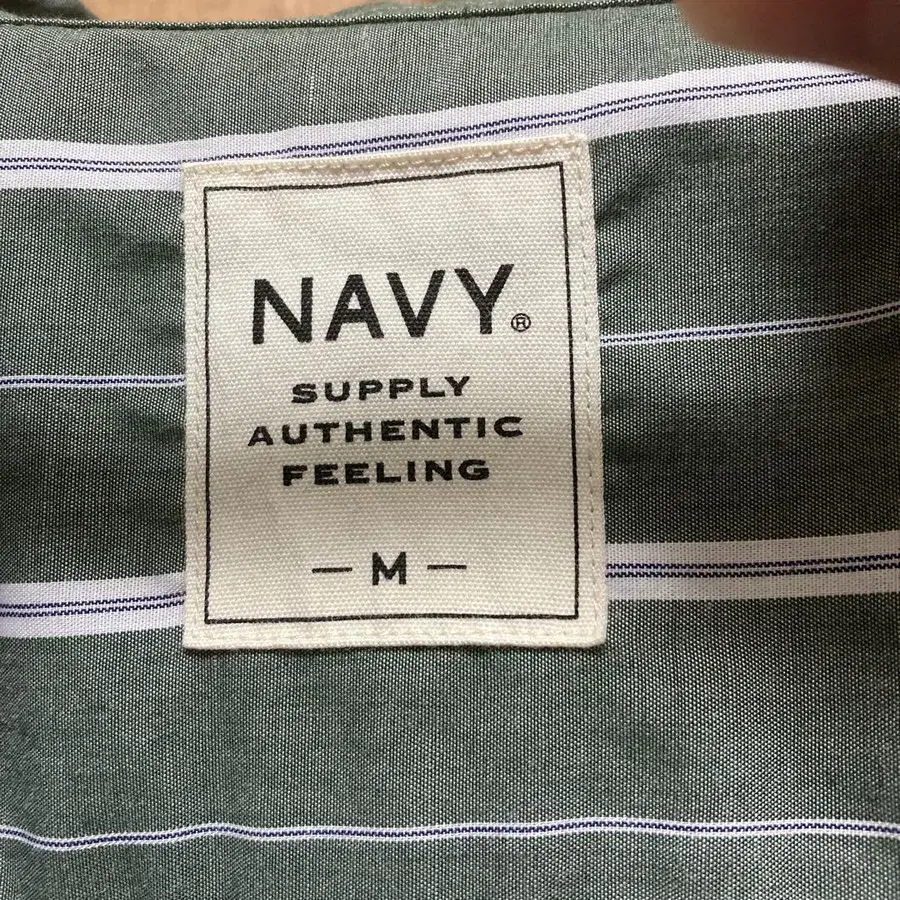 NAVY®
SUPPLY
AUTHENTIC
FEELING
— M —